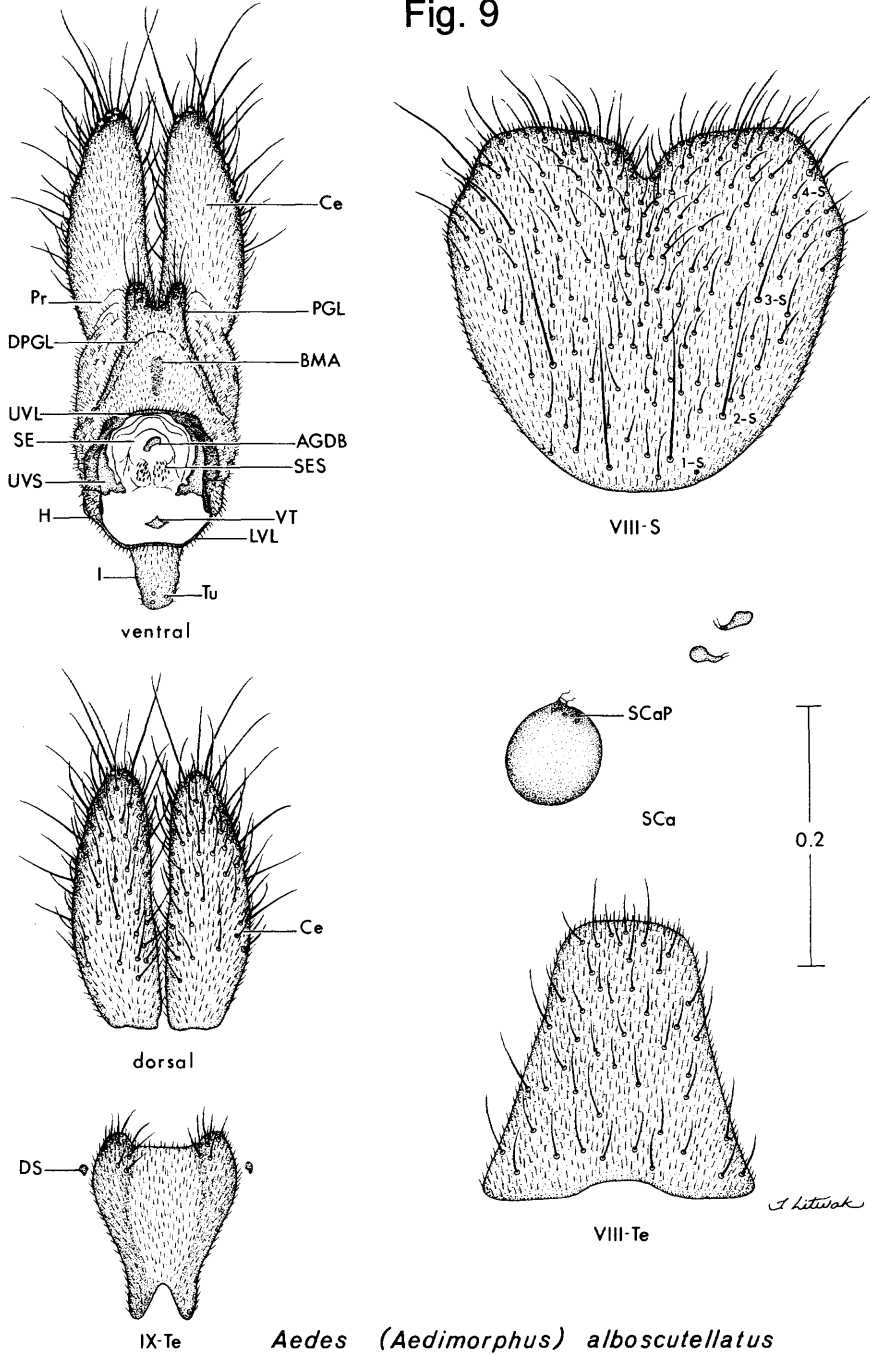 Fig. 9
Ce
Pr
PGL
DPGL
BMA
UVL
SE
AGDB
SES
UVS
H
VT
LVL
I
Tu
ventral
4-S
3-S
2-S
1-S
VIII-S
SCaP
SCa
0.2
Ce
dorsal
DS
IX-Te
VIII-Te
T Litwak
Aedes (Aedimorphus) alboscutellatus